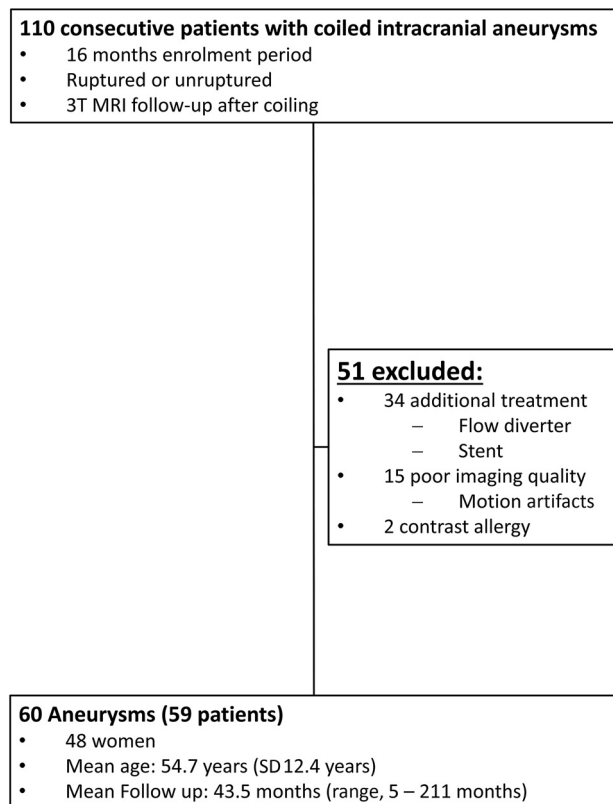 110 consecutive patients with coiled intracranial aneurysms
• 16 months enrolment period
• Ruptured or unruptured
• 3T MRI follow-up after coiling
51 excluded:
• 34 additional treatment
– Flow diverter
– Stent
• 15 poor imaging quality
– Motion artifacts
• 2 contrast allergy
60 Aneurysms (59 patients)
• 48 women
• Mean age: 54.7 years (SD 12.4 years)
• Mean Follow up: 43.5 months (range, 5 – 211 months)